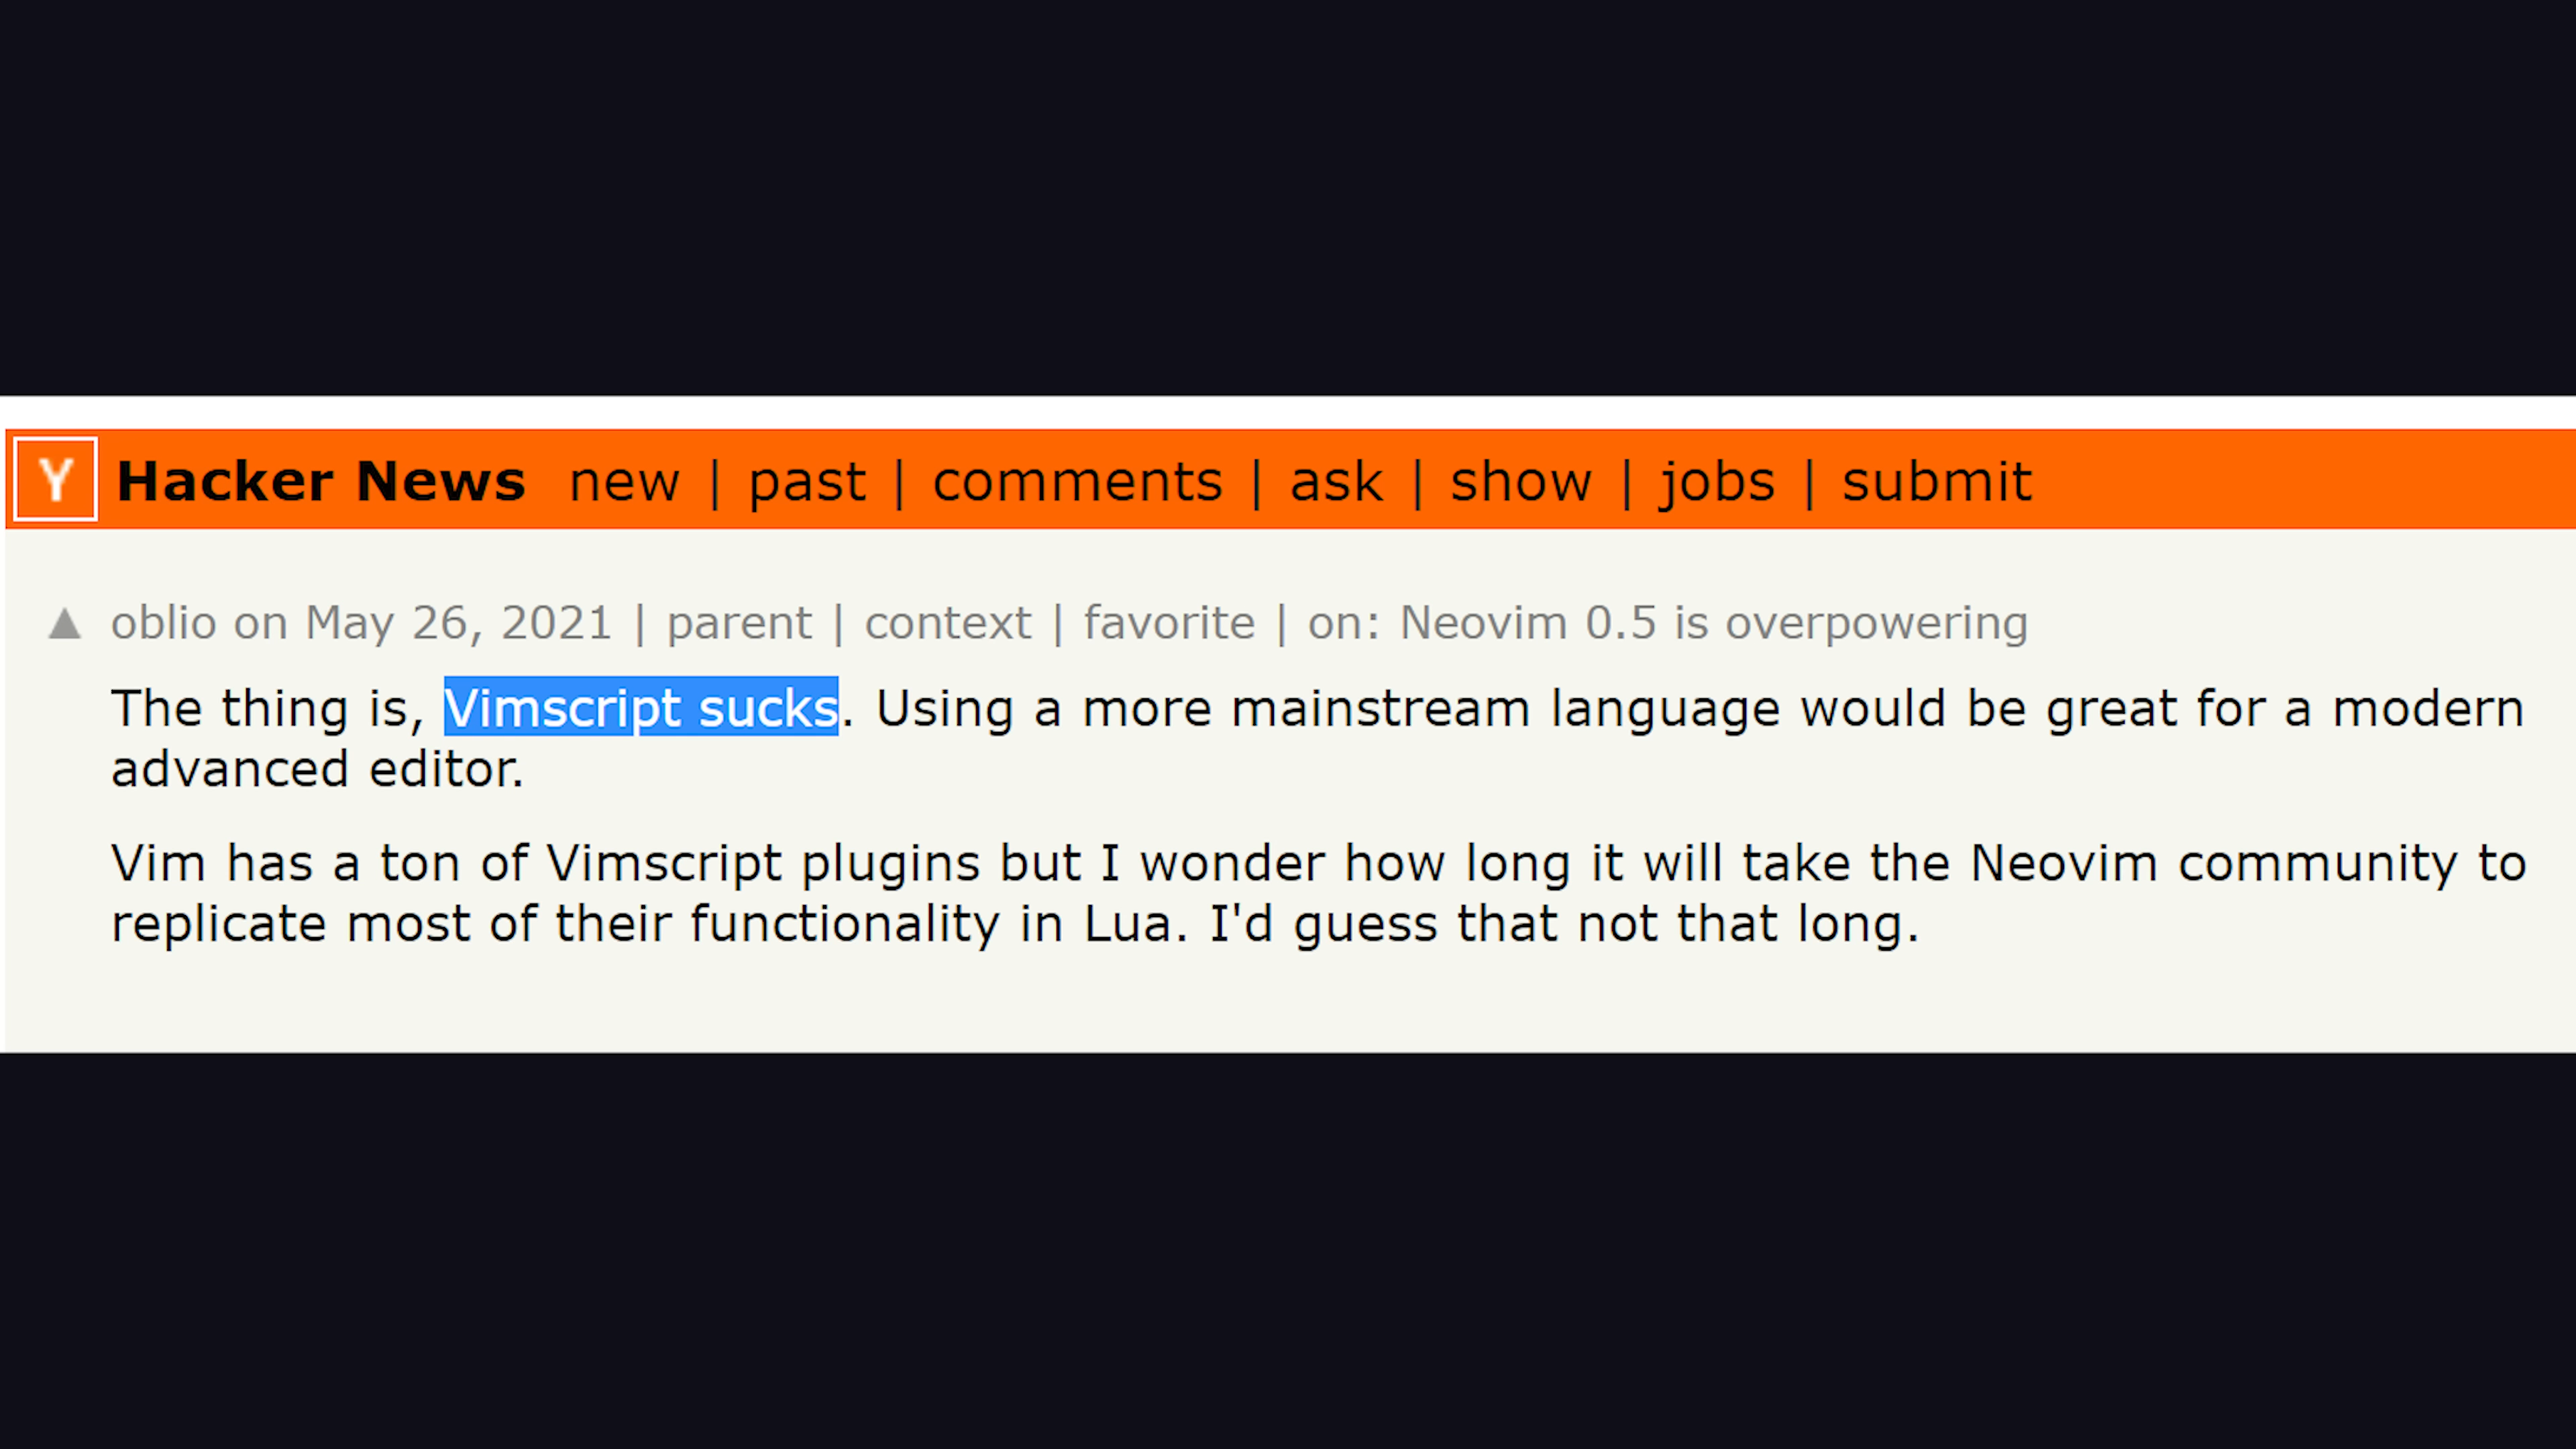 Y Hacker News new | past | comments | ask | show | jobs | submit
▲ oblio on May 26, 2021 | parent | context | favorite | on: Neovim 0.5 is overpowering
The thing is, Vimscript sucks. Using a more mainstream language would be great for a modern
advanced editor.
Vim has a ton of Vimscript plugins but I wonder how long it will take the Neovim community to
replicate most of their functionality in Lua. I'd guess that not that long.